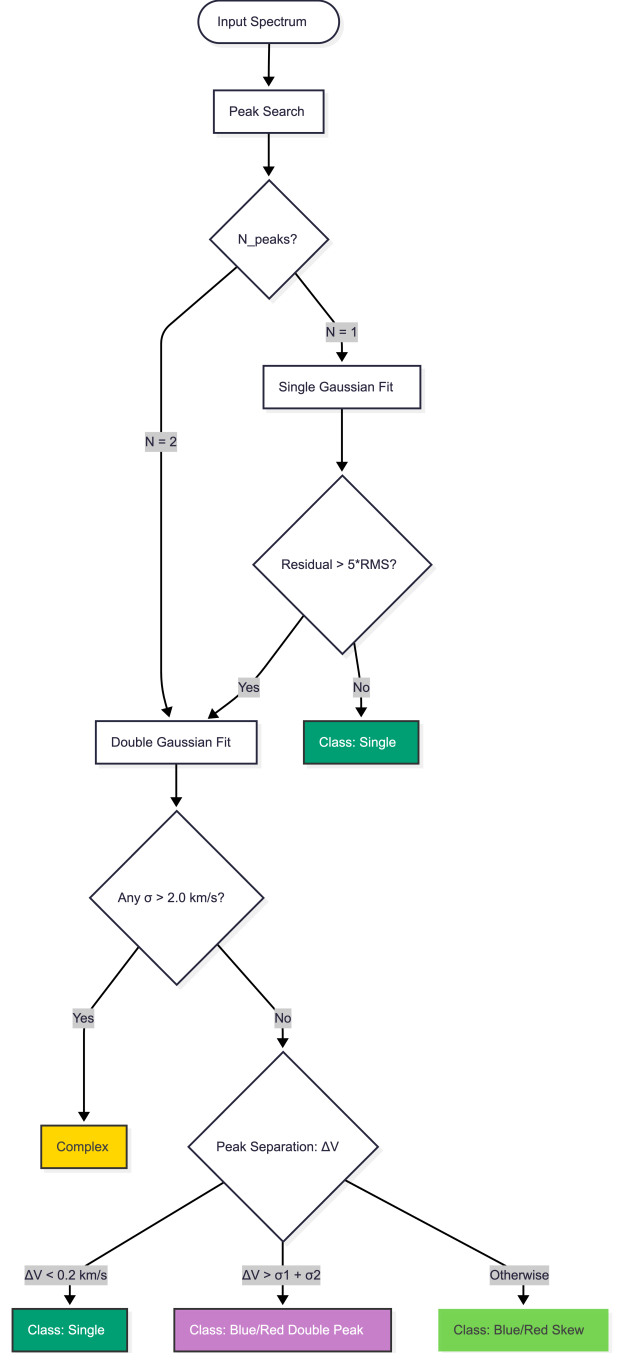 Input Spectrum
Peak Search
N_peaks?
N = 1
Single Gaussian Fit
N = 2
Residual > 5*RMS?
Yes
No
Double Gaussian Fit
Class: Single
Any σ > 2.0 km/s?
Yes
No
Complex
Peak Separation: ΔV
ΔV < 0.2 km/s
ΔV > σ1 + σ2
Otherwise
Class: Single
Class: Blue/Red Double Peak
Class: Blue/Red Skew